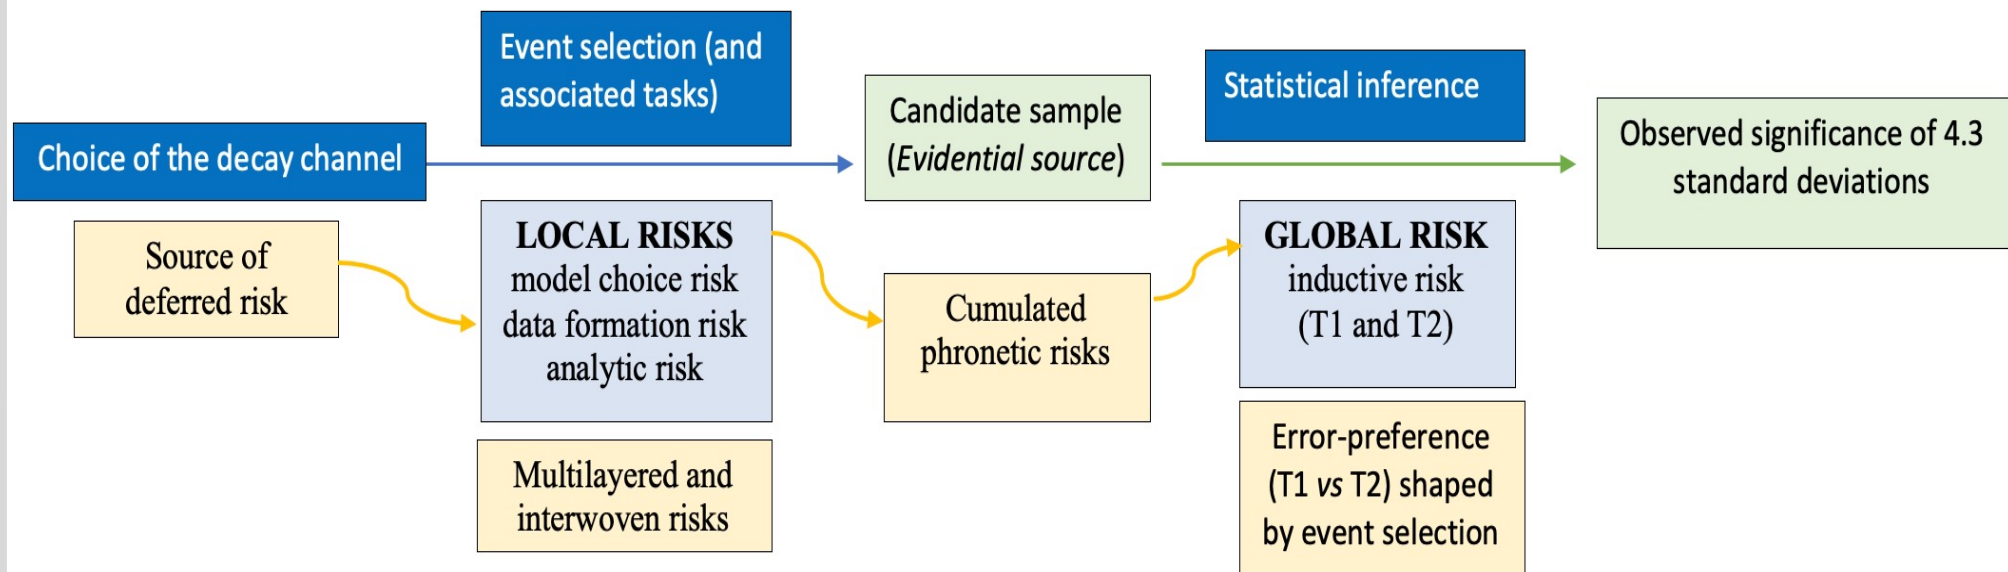 Choice of the decay channel
Source of
deferred risk
Event selection (and
associated tasks)
LOCAL RISKS
model choice risk
data formation risk
analytic risk
Multilayered and
interwoven risks
Candidate sample
(Evidential source)
Cumulated
phronetic risks
Statistical inference
GLOBAL RISK
inductive risk
(T1 and T2)
Error-preference
(T1 vs T2) shaped
by event selection
Observed significance of 4.3
standard deviations